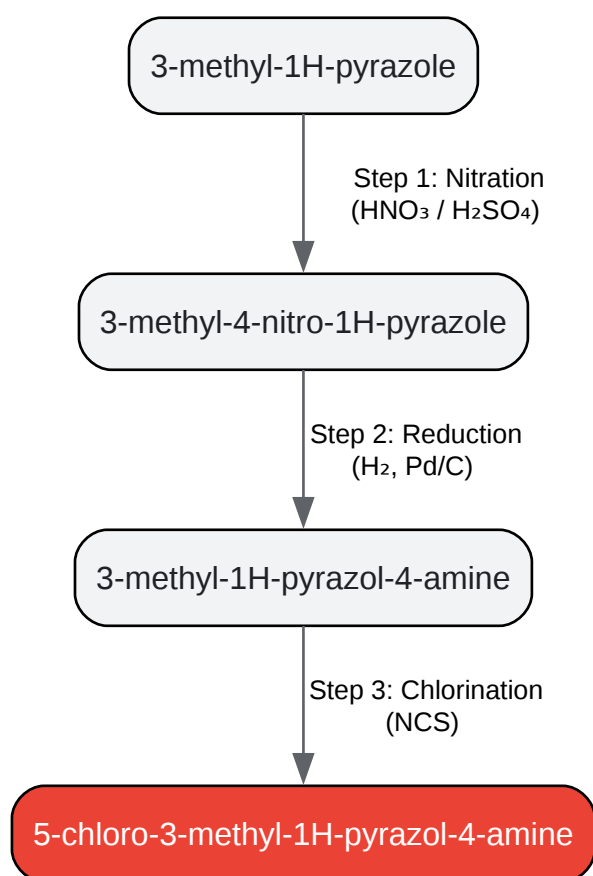 3-methyl-1H-pyrazole
Step 1: Nitration
(HNO₃ / H₂SO₄)
3-methyl-4-nitro-1H-pyrazole
Step 2: Reduction
(H₂, Pd/C)
3-methyl-1H-pyrazol-4-amine
Step 3: Chlorination
(NCS)
5-chloro-3-methyl-1H-pyrazol-4-amine